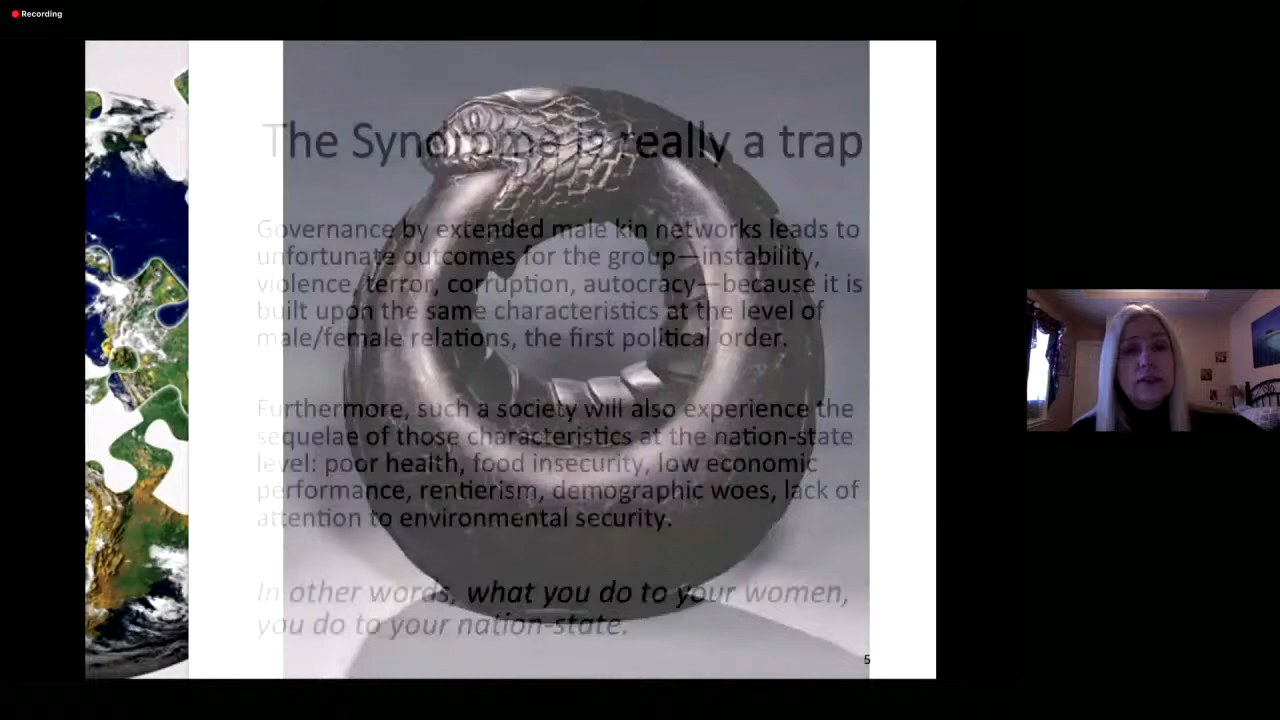 Recording
The Syndrome is really a trap
Governance by extended male kin networks leads to
unfortunate outcomes for the group—instability,
violence, terror, corruption, autocracy—because it is
built upon the same characteristics at the level of
male/female relations, the first political order.
Furthermore, such a society will also experience the
sequelae of those characteristics at the nation-state
level: poor health, food insecurity, low economic
performance, rentierism, demographic woes, lack of
attention to environmental security.
In other words, what you do to your women,
you do to your nation-state.
5